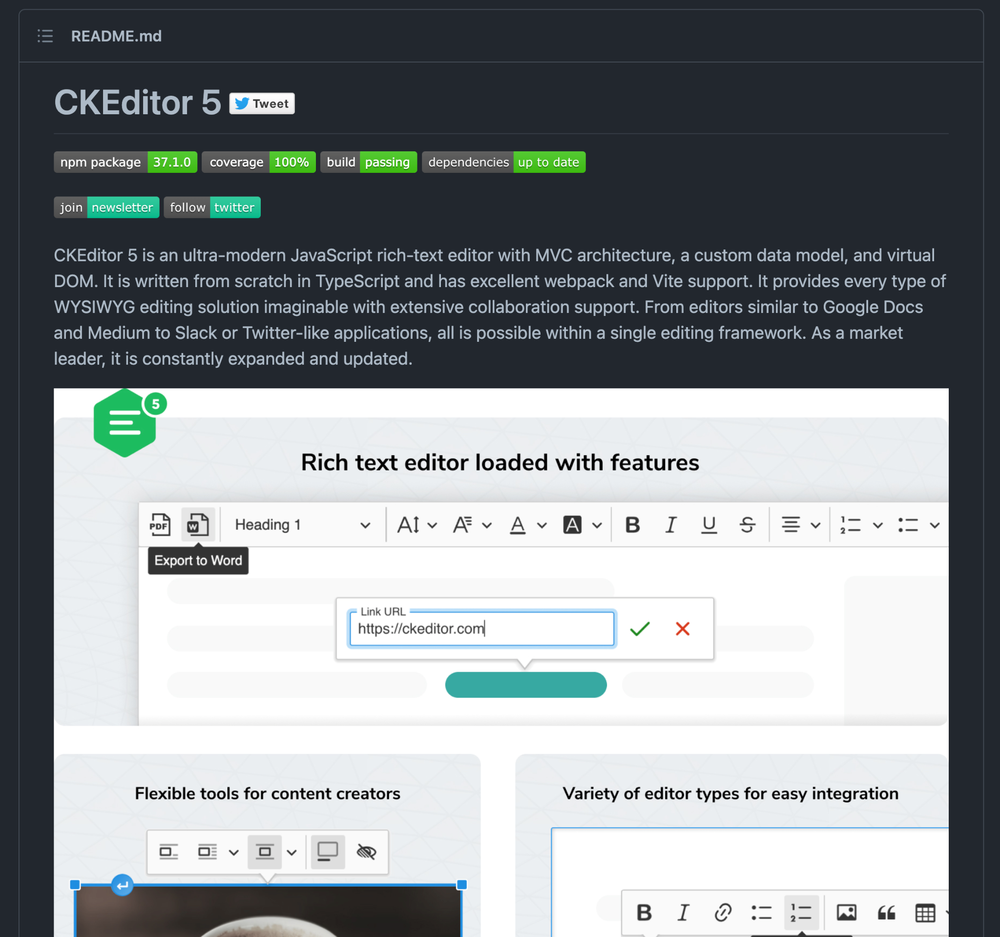 README.md
CKEditor 5 Tweet
npm package 37.1.0 coverage 100% build passing dependencies up to date
join newsletter follow twitter
CKEditor 5 is an ultra-modern JavaScript rich-text editor with MVC architecture, a custom data model, and virtual
DOM. It is written from scratch in TypeScript and has excellent webpack and Vite support. It provides every type of
WYSIWYG editing solution imaginable with extensive collaboration support. From editors similar to Google Docs
and Medium to Slack or Twitter-like applications, all is possible within a single editing framework. As a market
leader, it is constantly expanded and updated.
5
Rich text editor loaded with features
PDF W Heading 1 A A A A B I U S 1 2
Export to Word
Link URL
https://ckeditor.com
Flexible tools for content creators
Variety of editor types for easy integration
B I 1 2